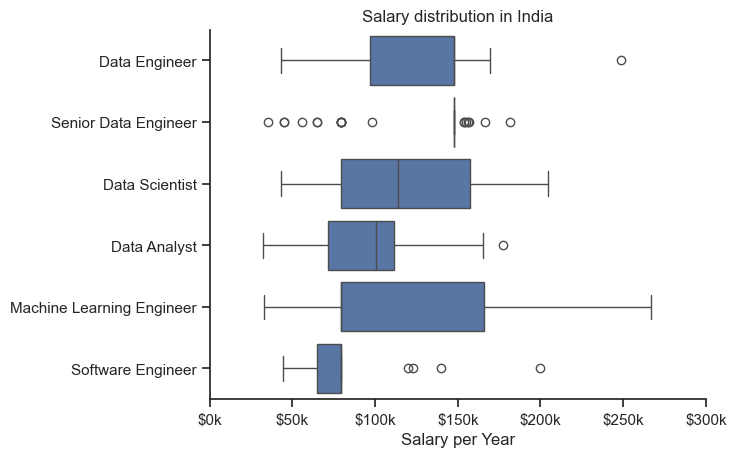 Salary distribution in India
Data Engineer
Senior Data Engineer
Data Scientist
Data Analyst
Machine Learning Engineer
Software Engineer
$0k $50k $100k $150k $200k $250k $300k
Salary per Year